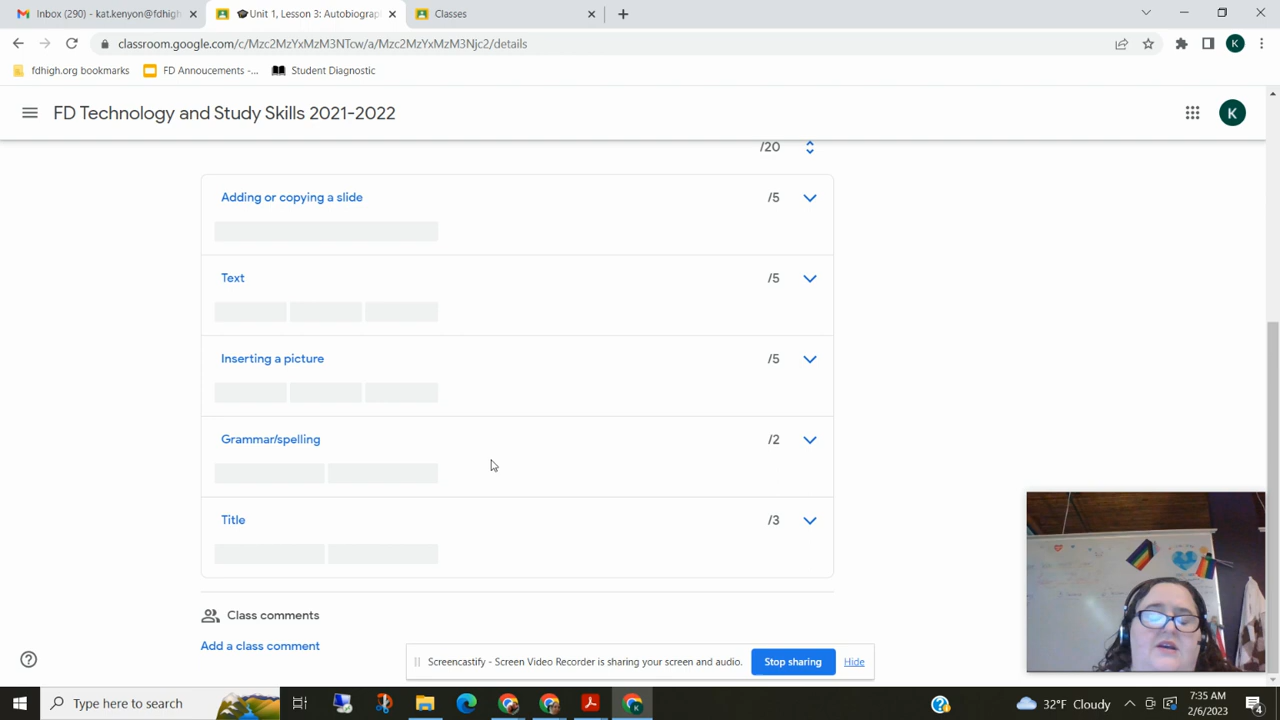 Inbox (290) - kat.kenyon@fdhigh
Unit 1, Lesson 3: Autobiograp
Classes
classroom.google.com/c/Mzc2MzYxMzM3NTcw/a/Mzc2MzYxMzM3Njc2/details
fdhigh.org bookmarks
FD Annoucements -...
Student Diagnostic
FD Technology and Study Skills 2021-2022
K
/20
Adding or copying a slide /5
Text /5
Inserting a picture /5
Grammar/spelling /2
Title /3
Class comments
Add a class comment
Screencastify - Screen Video Recorder is sharing your screen and audio.
Stop sharing
Hide
Type here to search
32°F Cloudy
7:35 AM
2/6/2023
4